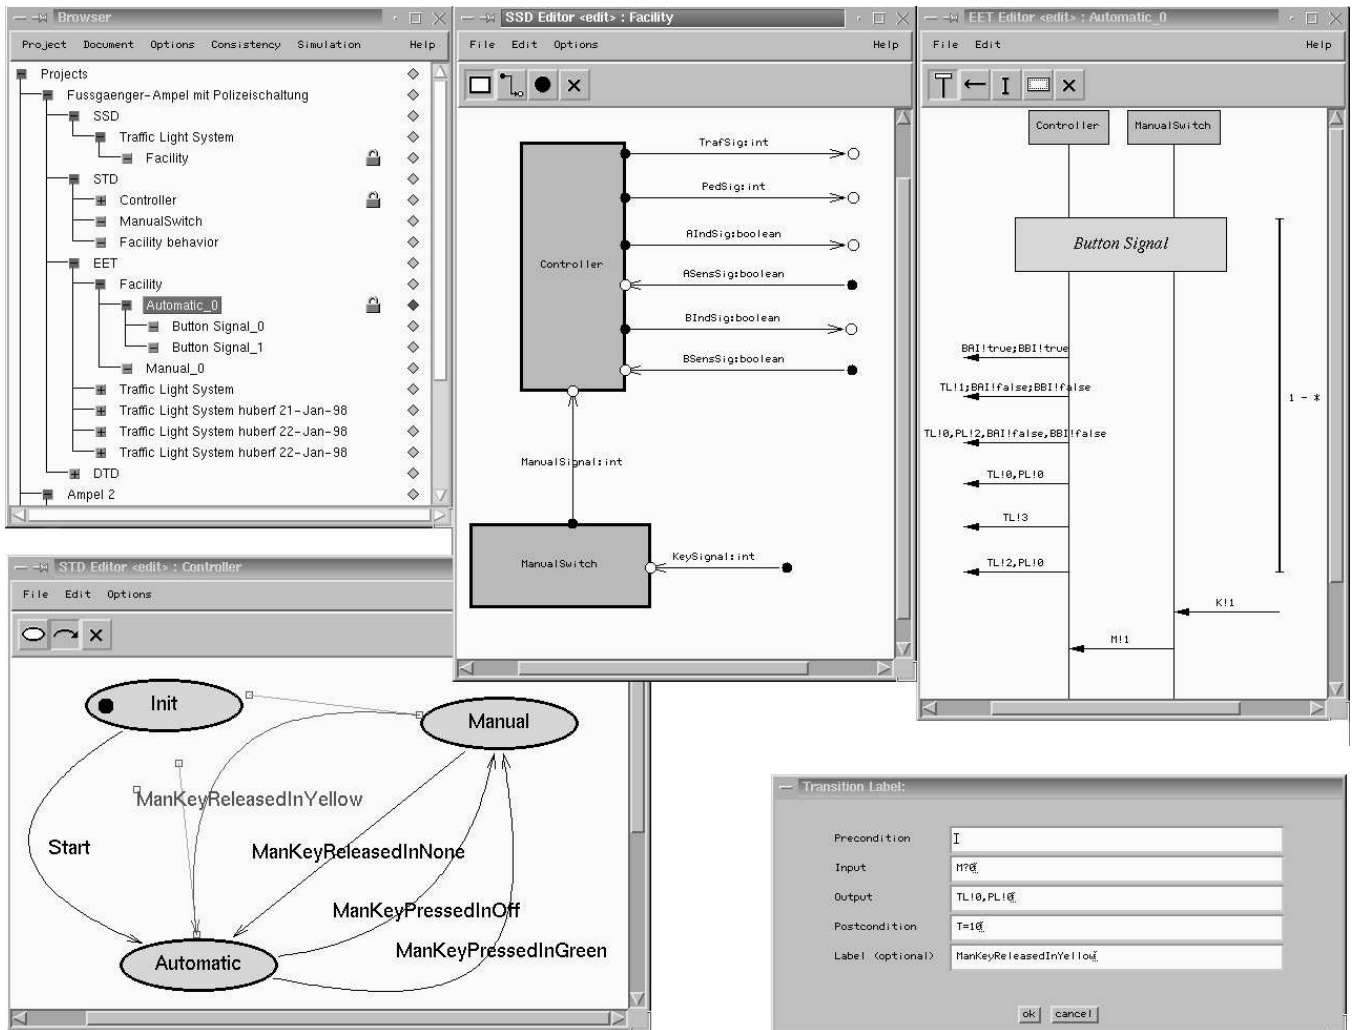 Browser
Project Document Options Consistency Simulation Help
Projects
Fussgaenger-Ampel mit Polizeischaltung
SSD
Traffic Light System
Facility
STD
Controller
ManualSwitch
Facility behavior
EET
Facility
Automatic_0
Button Signal_0
Button Signal_1
Manual_0
Traffic Light System
Traffic Light System huberf 21-Jan-98
Traffic Light System huberf 22-Jan-98
Traffic Light System huberf 22-Jan-98
DTD
Ampel 2
SSD Editor <edit> : Facility
File Edit Options Help
TrafSig:int
PedSig:int
AIndSig:boolean
Controller
ASensSig:boolean
BIndSig:boolean
BSensSig:boolean
ManualSignal:int
KeySignal:int
ManualSwitch
EET Editor <edit> : Automatic_0
File Edit Help
Controller ManualSwitch
Button Signal
BAI!true;BBI!true
TL!1;BAI!false;BBI!false
1 - *
TL!0,PL!2,BAI!false,BBI!false
TL!0,PL!0
TL!3
TL!2,PL!0
K!1
M!1
STD Editor <edit> : Controller
File Edit Options
Init
Manual
ManKeyReleasedInYellow
Start
ManKeyReleasedInNone
ManKeyPressedInOff
ManKeyPressedInGreen
Automatic
Transition Label:
Precondition
Input M?0
Output TL!0,PL!0
Postcondition T=10
Label (optional) ManKeyReleasedInYellow
ok cancel